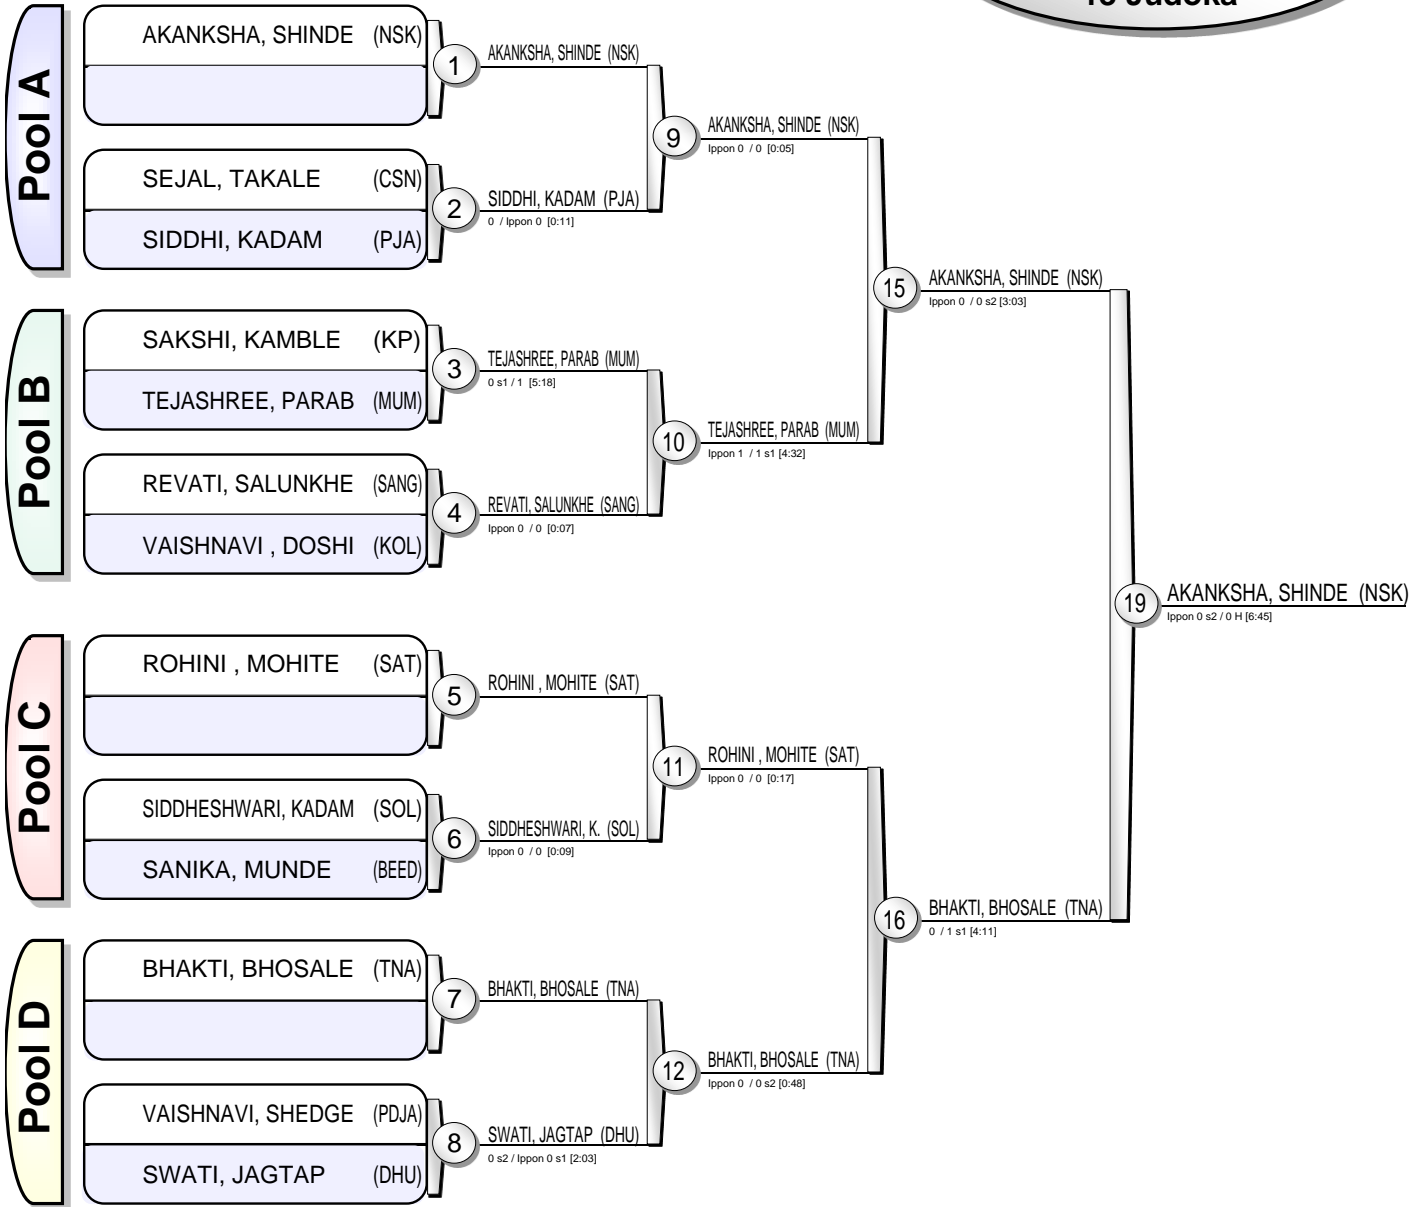 13 Judoka
Pool A
AKANKSHA, SHINDE (NSK)
1
AKANKSHA, SHINDE (NSK)
SEJAL, TAKALE (CSN)
SIDDHI, KADAM (PJA)
2
SIDDHI, KADAM (PJA)
0 / Ippon 0 [0:11]
9
AKANKSHA, SHINDE (NSK)
Ippon 0 / 0 [0:05]
Pool B
SAKSHI, KAMBLE (KP)
TEJASHREE, PARAB (MUM)
3
TEJASHREE, PARAB (MUM)
0 s1 / 1 [5:18]
REVATI, SALUNKHE (SANG)
VAISHNAVI , DOSHI (KOL)
4
REVATI, SALUNKHE (SANG)
Ippon 0 / 0 [0:07]
10
TEJASHREE, PARAB (MUM)
Ippon 1 / 1 s1 [4:32]
15
AKANKSHA, SHINDE (NSK)
Ippon 0 / 0 s2 [3:03]
Pool C
ROHINI , MOHITE (SAT)
5
ROHINI , MOHITE (SAT)
SIDDHESHWARI, KADAM (SOL)
SANIKA, MUNDE (BEED)
6
SIDDHESHWARI, K. (SOL)
Ippon 0 / 0 [0:09]
11
ROHINI , MOHITE (SAT)
Ippon 0 / 0 [0:17]
Pool D
BHAKTI, BHOSALE (TNA)
7
BHAKTI, BHOSALE (TNA)
VAISHNAVI, SHEDGE (PDJA)
SWATI, JAGTAP (DHU)
8
SWATI, JAGTAP (DHU)
0 s2 / Ippon 0 s1 [2:03]
12
BHAKTI, BHOSALE (TNA)
Ippon 0 / 0 s2 [0:48]
16
BHAKTI, BHOSALE (TNA)
0 / 1 s1 [4:11]
19
AKANKSHA, SHINDE (NSK)
Ippon 0 s2 / 0 H [6:45]